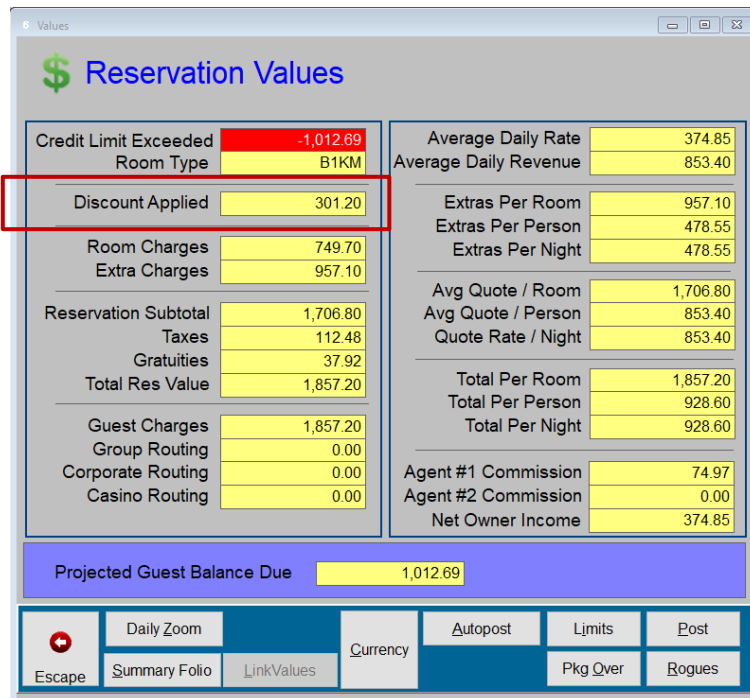 6 Values
$ Reservation Values
Credit Limit Exceeded -1,012.69
Room Type B1KM
Discount Applied 301.20
Room Charges 749.70
Extra Charges 957.10
Reservation Subtotal 1,706.80
Taxes 112.48
Gratuities 37.92
Total Res Value 1,857.20
Guest Charges 1,857.20
Group Routing 0.00
Corporate Routing 0.00
Casino Routing 0.00
Average Daily Rate 374.85
Average Daily Revenue 853.40
Extras Per Room 957.10
Extras Per Person 478.55
Extras Per Night 478.55
Avg Quote / Room 1,706.80
Avg Quote / Person 853.40
Quote Rate / Night 853.40
Total Per Room 1,857.20
Total Per Person 928.60
Total Per Night 928.60
Agent #1 Commission 74.97
Agent #2 Commission 0.00
Net Owner Income 374.85
Projected Guest Balance Due 1,012.69
Escape
Daily Zoom
Summary Folio
LinkValues
Currency
Autopost
Limits
Post
Pkg Over
Rogues